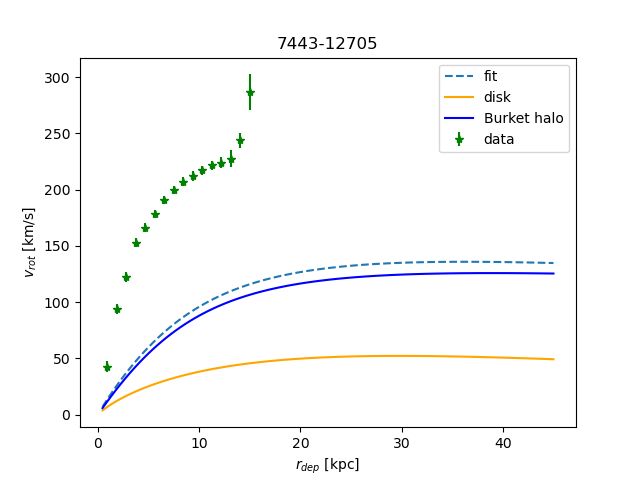 7443-12705
300
250
200
150
100
50
0
v_rot [km/s]
fit
disk
Burket halo
data
0 10 20 30 40
r_dep [kpc]